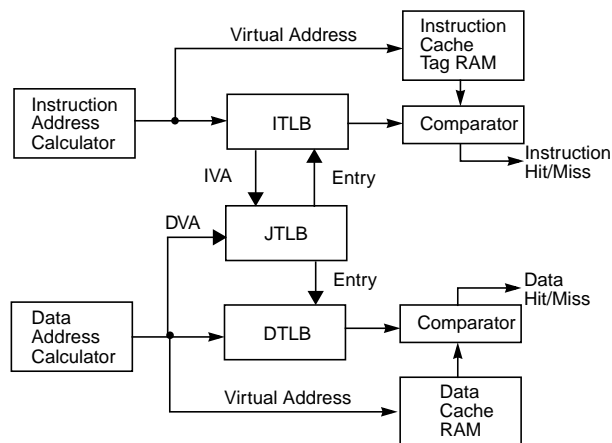 Virtual Address
Instruction
Cache
Tag RAM
Instruction
Address
Calculator
ITLB
Comparator
Instruction
Hit/Miss
IVA
Entry
DVA
JTLB
Entry
Data
Hit/Miss
Data
Address
Calculator
DTLB
Comparator
Virtual Address
Data
Cache
RAM